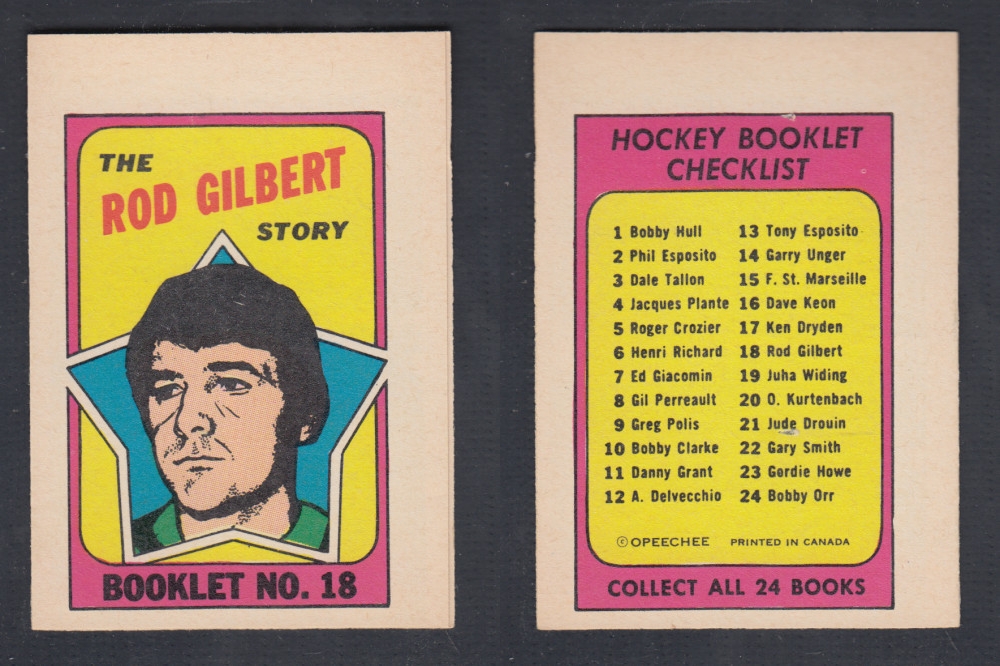 THE
ROD GILBERT
STORY
BOOKLET NO. 18
HOCKEY BOOKLET
CHECKLIST
1 Bobby Hull
2 Phil Esposito
3 Dale Tallon
4 Jacques Plante
5 Roger Crozier
6 Henri Richard
7 Ed Giacomin
8 Gil Perreault
9 Greg Polis
10 Bobby Clarke
11 Danny Grant
12 A. Delvecchio
13 Tony Esposito
14 Garry Unger
15 F. St. Marseille
16 Dave Keon
17 Ken Dryden
18 Rod Gilbert
19 Juha Widing
20 O. Kurtenbach
21 Jude Drouin
22 Gary Smith
23 Gordie Howe
24 Bobby Orr
© OPEECHEE PRINTED IN CANADA
COLLECT ALL 24 BOOKS